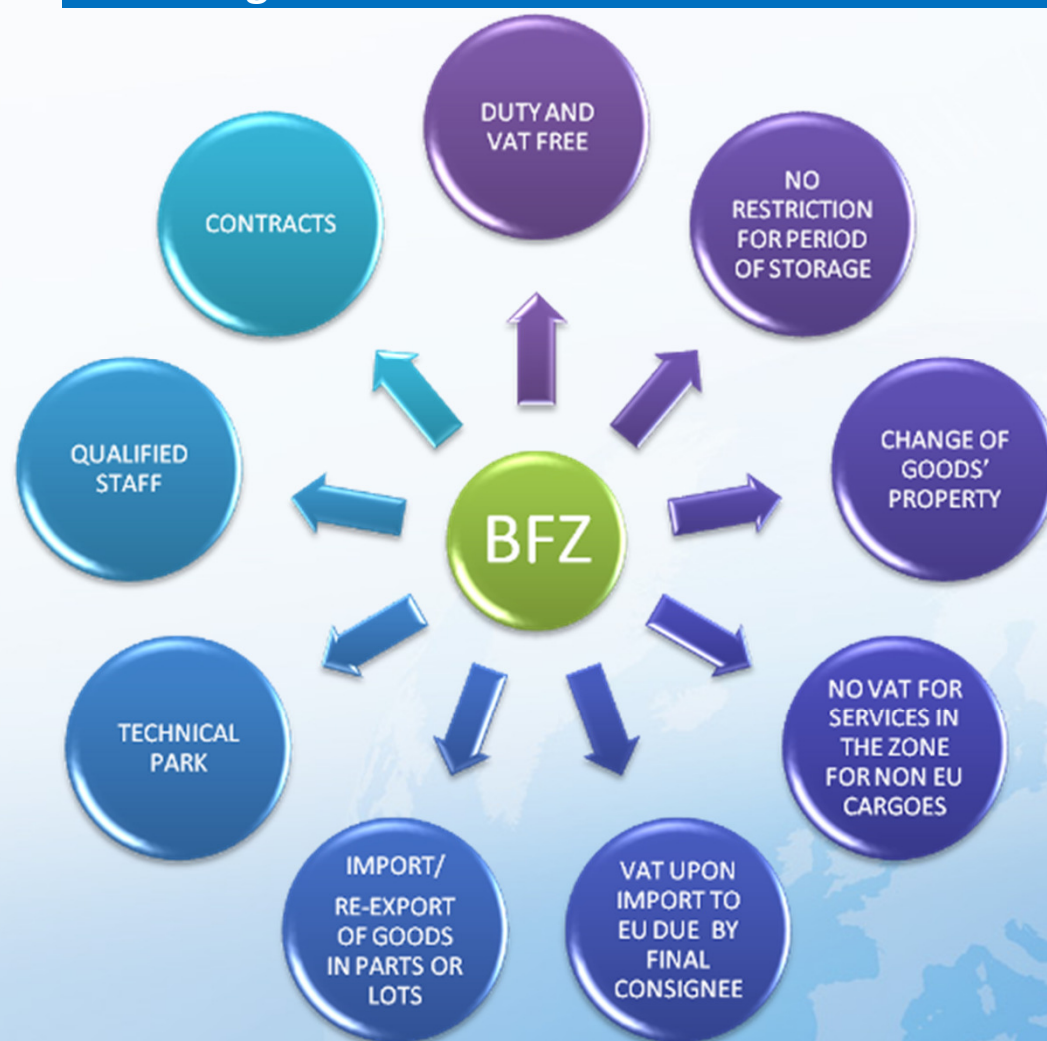 DUTY AND
VAT FREE
NO
RESTRICTION
FOR PERIOD
OF STORAGE
CHANGE OF
GOODS'
PROPERTY
NO VAT FOR
SERVICES IN
THE ZONE
FOR NON EU
CARGOES
VAT UPON
IMPORT TO
EU DUE BY
FINAL
CONSIGNEE
IMPORT/
RE-EXPORT
OF GOODS
IN PARTS OR
LOTS
TECHNICAL
PARK
QUALIFIED
STAFF
CONTRACTS
BFZ